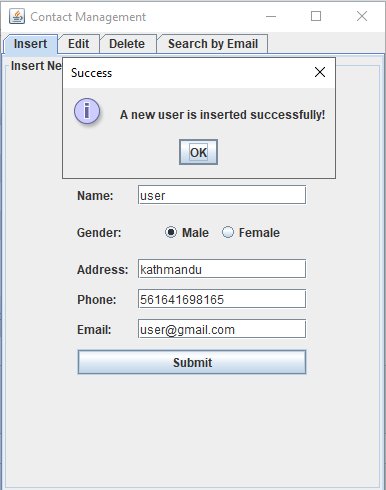 Contact Management
Insert Edit Delete Search by Email
Insert Ne
Success
A new user is inserted successfully!
OK
Name: user
Gender: Male Female
Address: kathmandu
Phone: 561641698165
Email: user@gmail.com
Submit